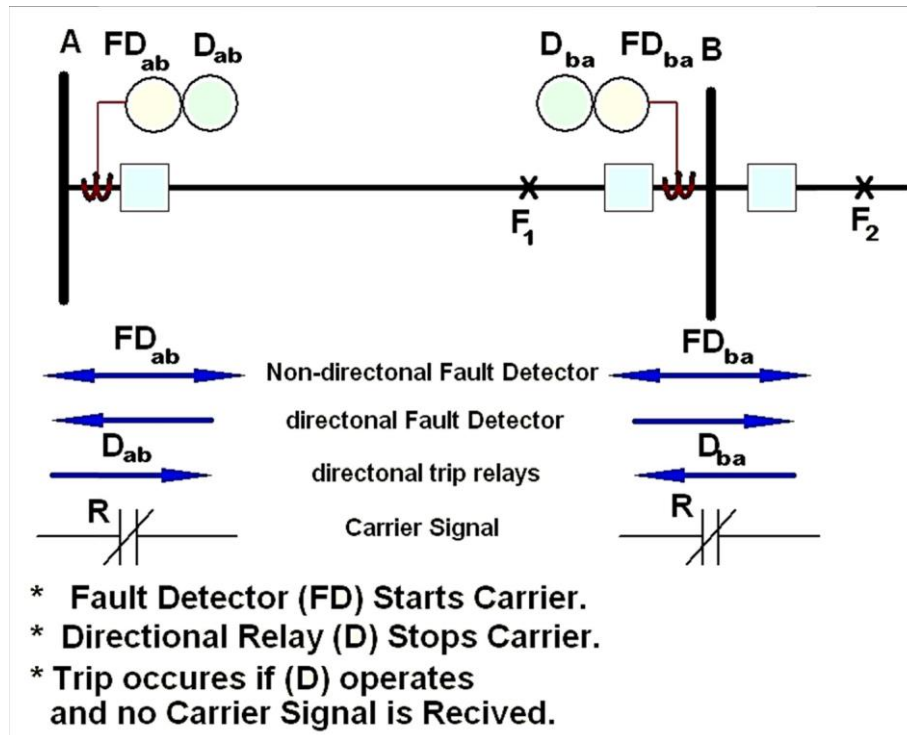 A FD ab D ab D ba FD ba B
F1 F2
FD ab FD ba
Non-directonal Fault Detector
directonal Fault Detector
D ab D ba
directonal trip relays
R R
Carrier Signal
* Fault Detector (FD) Starts Carrier.
* Directional Relay (D) Stops Carrier.
* Trip occures if (D) operates
and no Carrier Signal is Recived.